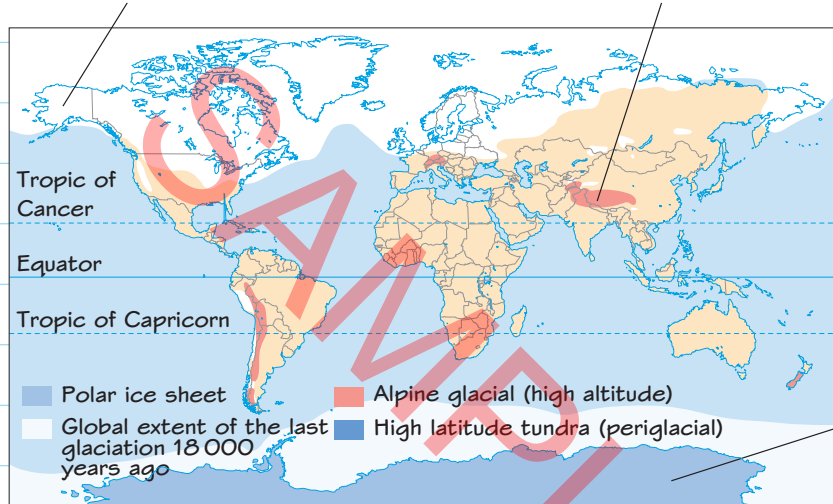 Tropic of
Cancer
Equator
Tropic of Capricorn
Polar ice sheet
Alpine glacial (high altitude)
Global extent of the last
glaciation 18 000
years ago
High latitude tundra (periglacial)
SAMPL